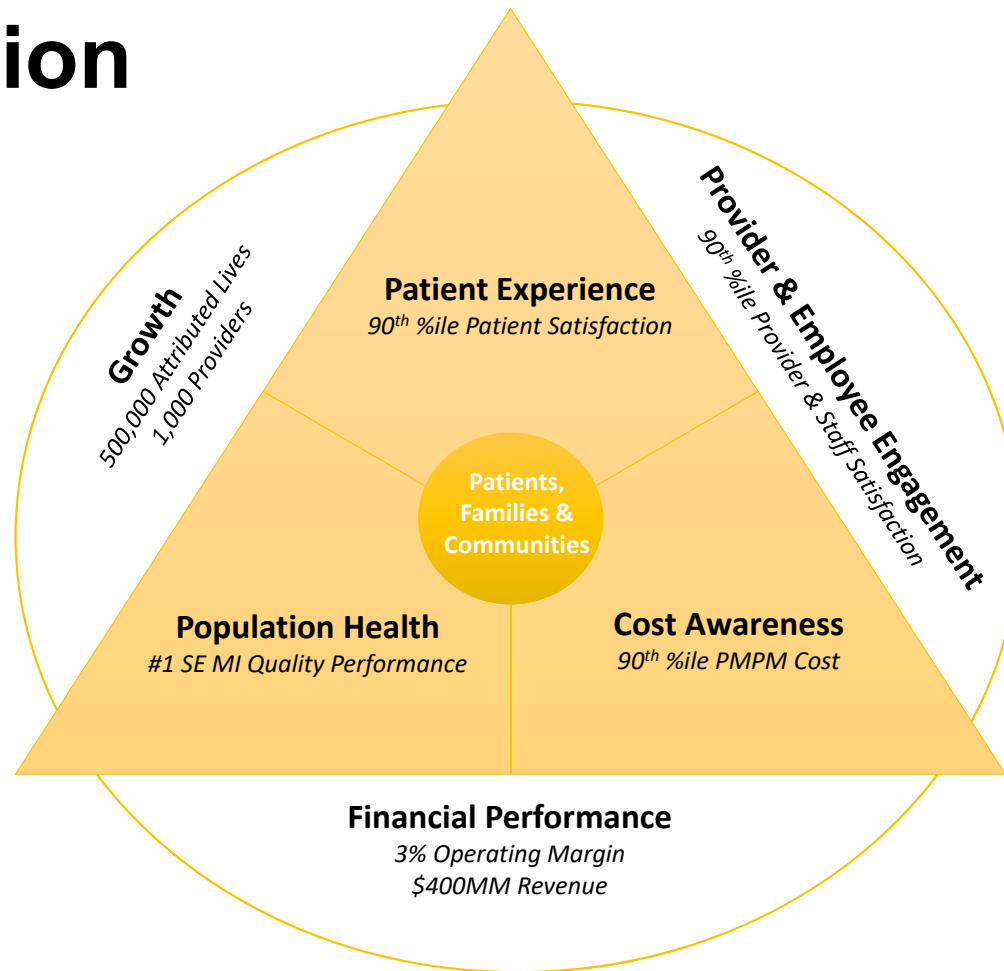 ion
Growth
500,000 Attributed Lives
1,000 Providers
Provider & Employee Engagement
90th %ile Provider & Staff Satisfaction
Patient Experience
90th %ile Patient Satisfaction
Patients,
Families &
Communities
Population Health
#1 SE MI Quality Performance
Cost Awareness
90th %ile PMPM Cost
Financial Performance
3% Operating Margin
$400MM Revenue